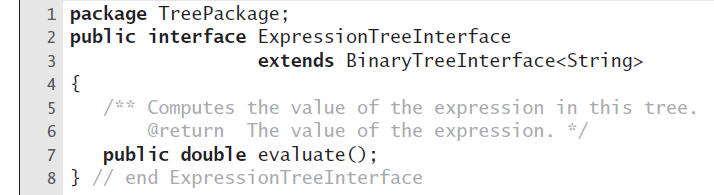 1 package TreePackage;
2 public interface ExpressionTreeInterface
3 extends BinaryTreeInterface<String>
4 {
5 /** Computes the value of the expression in this tree.
6 @return The value of the expression. */
7 public double evaluate();
8 } // end ExpressionTreeInterface